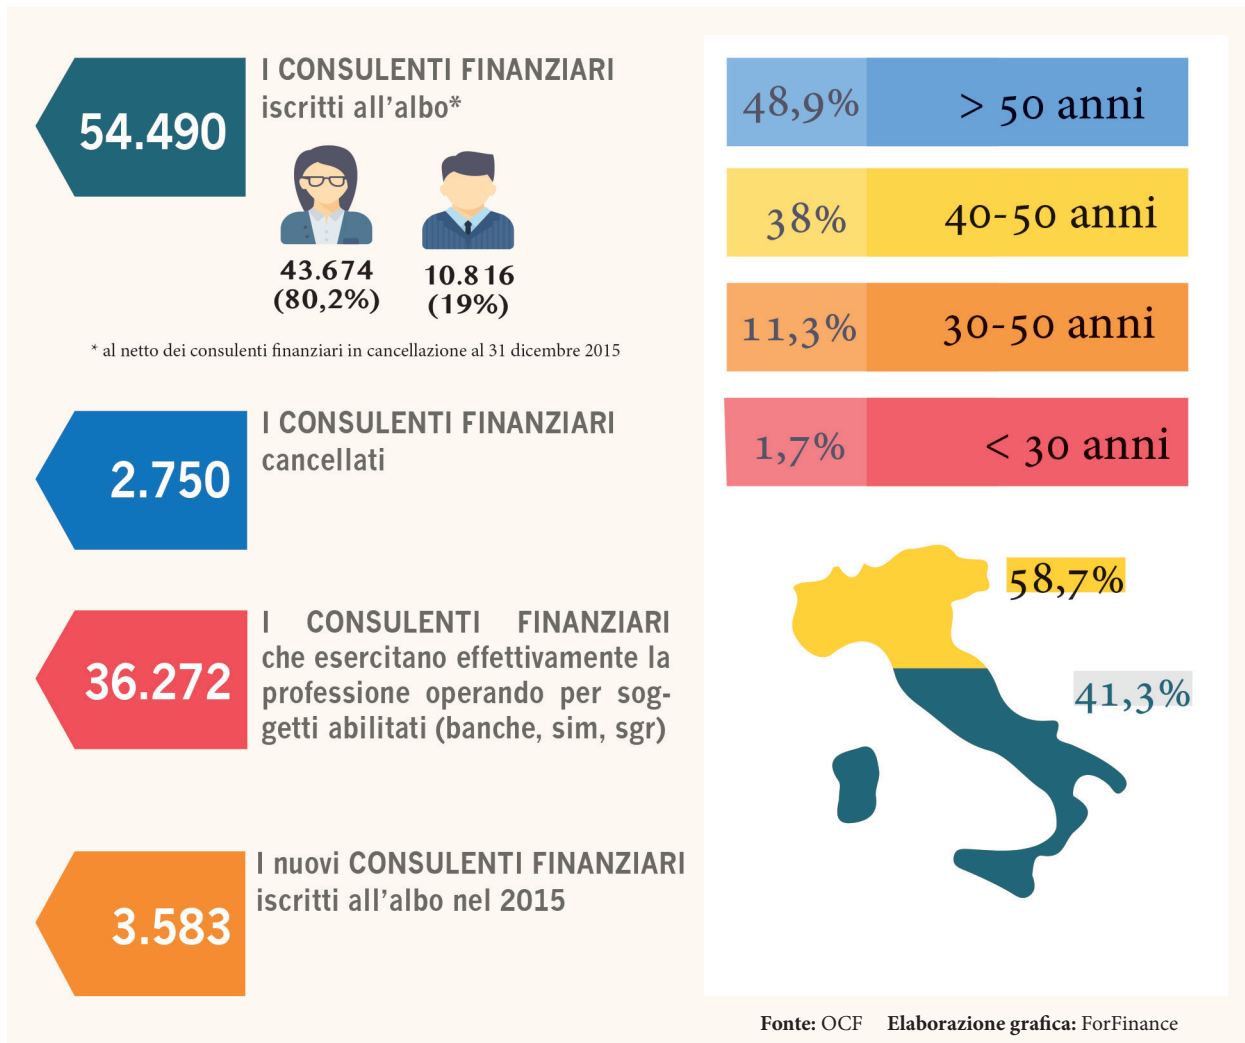 54.490
I CONSULENTI FINANZIARI
iscritti all'albo*
43.674
(80,2%)
10.816
(19%)
* al netto dei consulenti finanziari in cancellazione al 31 dicembre 2015
2.750
I CONSULENTI FINANZIARI
cancellati
36.272
I CONSULENTI FINANZIARI
che esercitano effettivamente la
professione operando per sog-
getti abilitati (banche, sim, sgr)
3.583
I nuovi CONSULENTI FINANZIARI
iscritti all'albo nel 2015
48,9% > 50 anni
38% 40-50 anni
11,3% 30-50 anni
1,7% < 30 anni
58,7%
41,3%
Fonte: OCF Elaborazione grafica: ForFinance